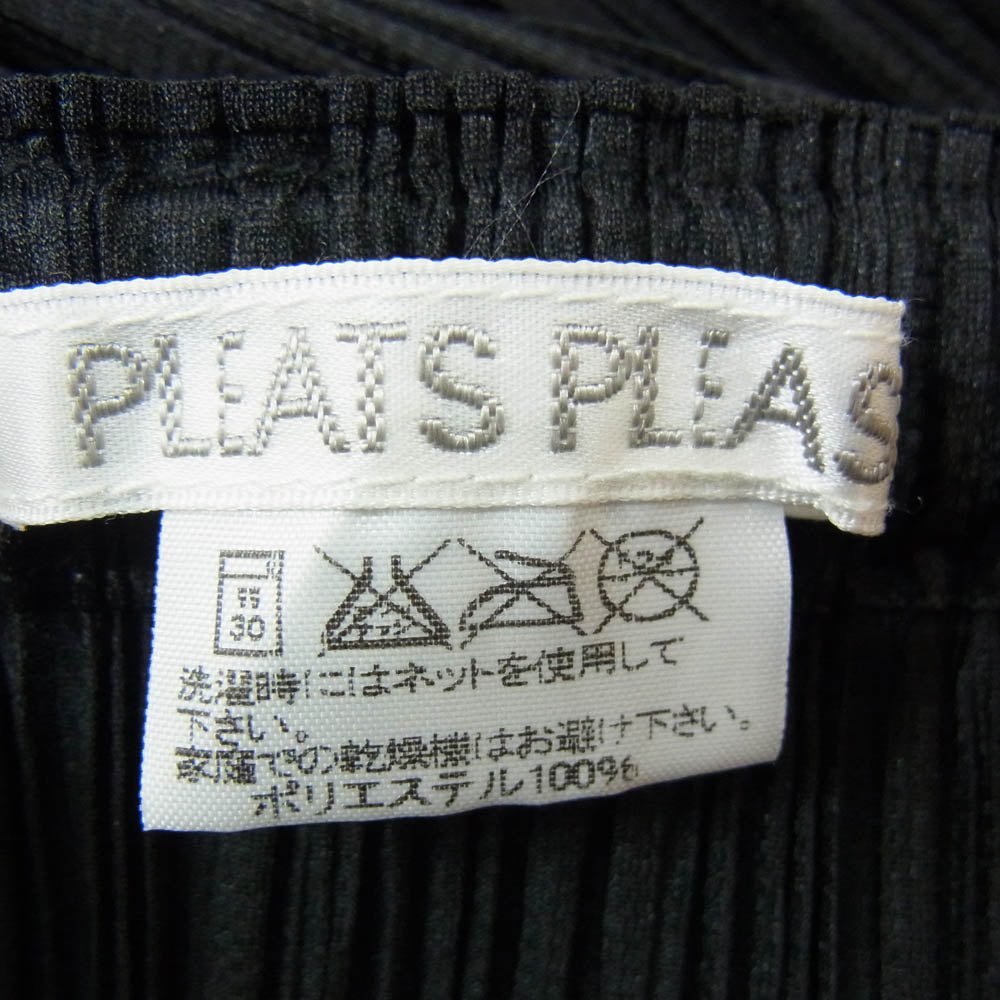 PLEATS PLEAS
弱
30
洗濯時にはネットを使用して
下さい。
家庭での乾燥機はお避け下さい。
ポリエステル100%